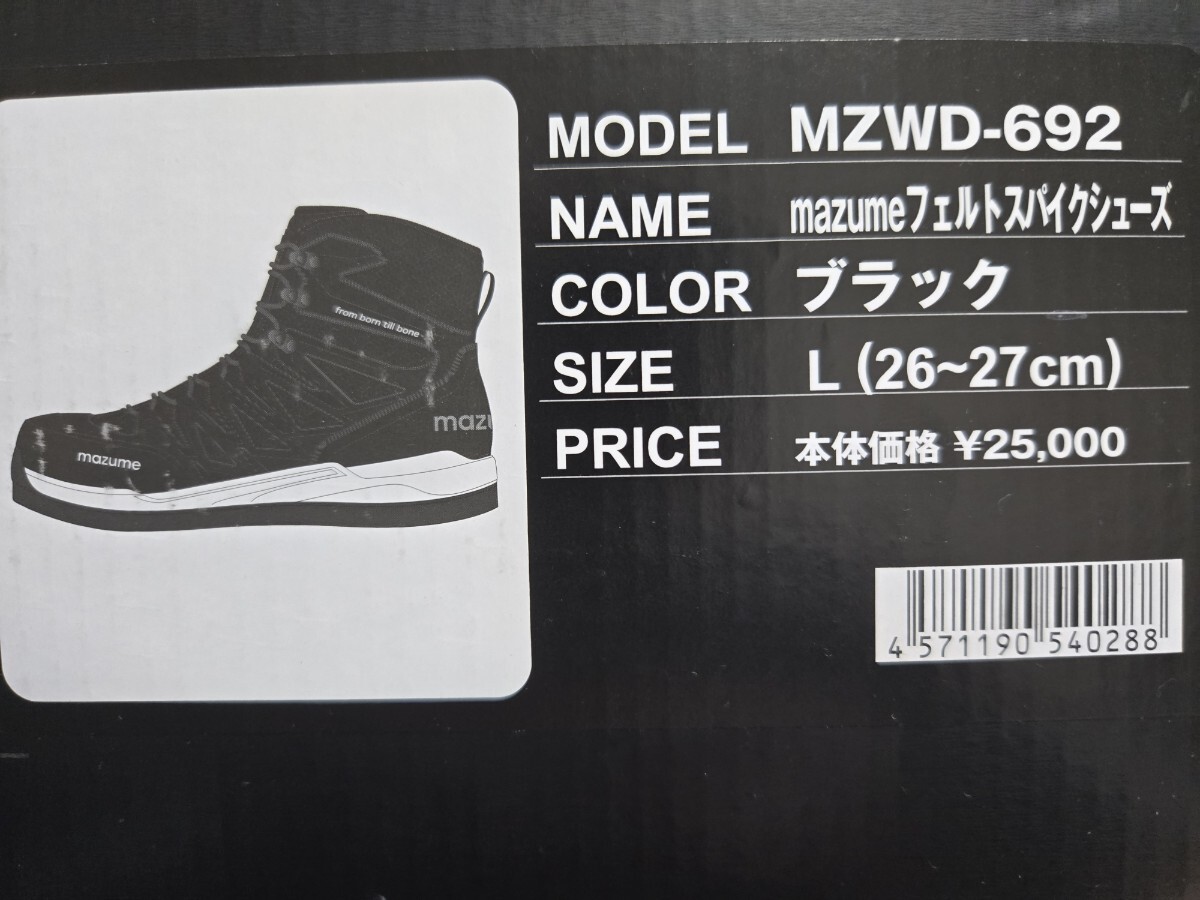 MODEL MZWD-692
NAME mazumeフェルトスパイクシューズ
COLOR ブラック
SIZE L (26~27cm)
PRICE 本体価格 ¥25,000
from born till bone
mazu
mazume
4 571190 540288